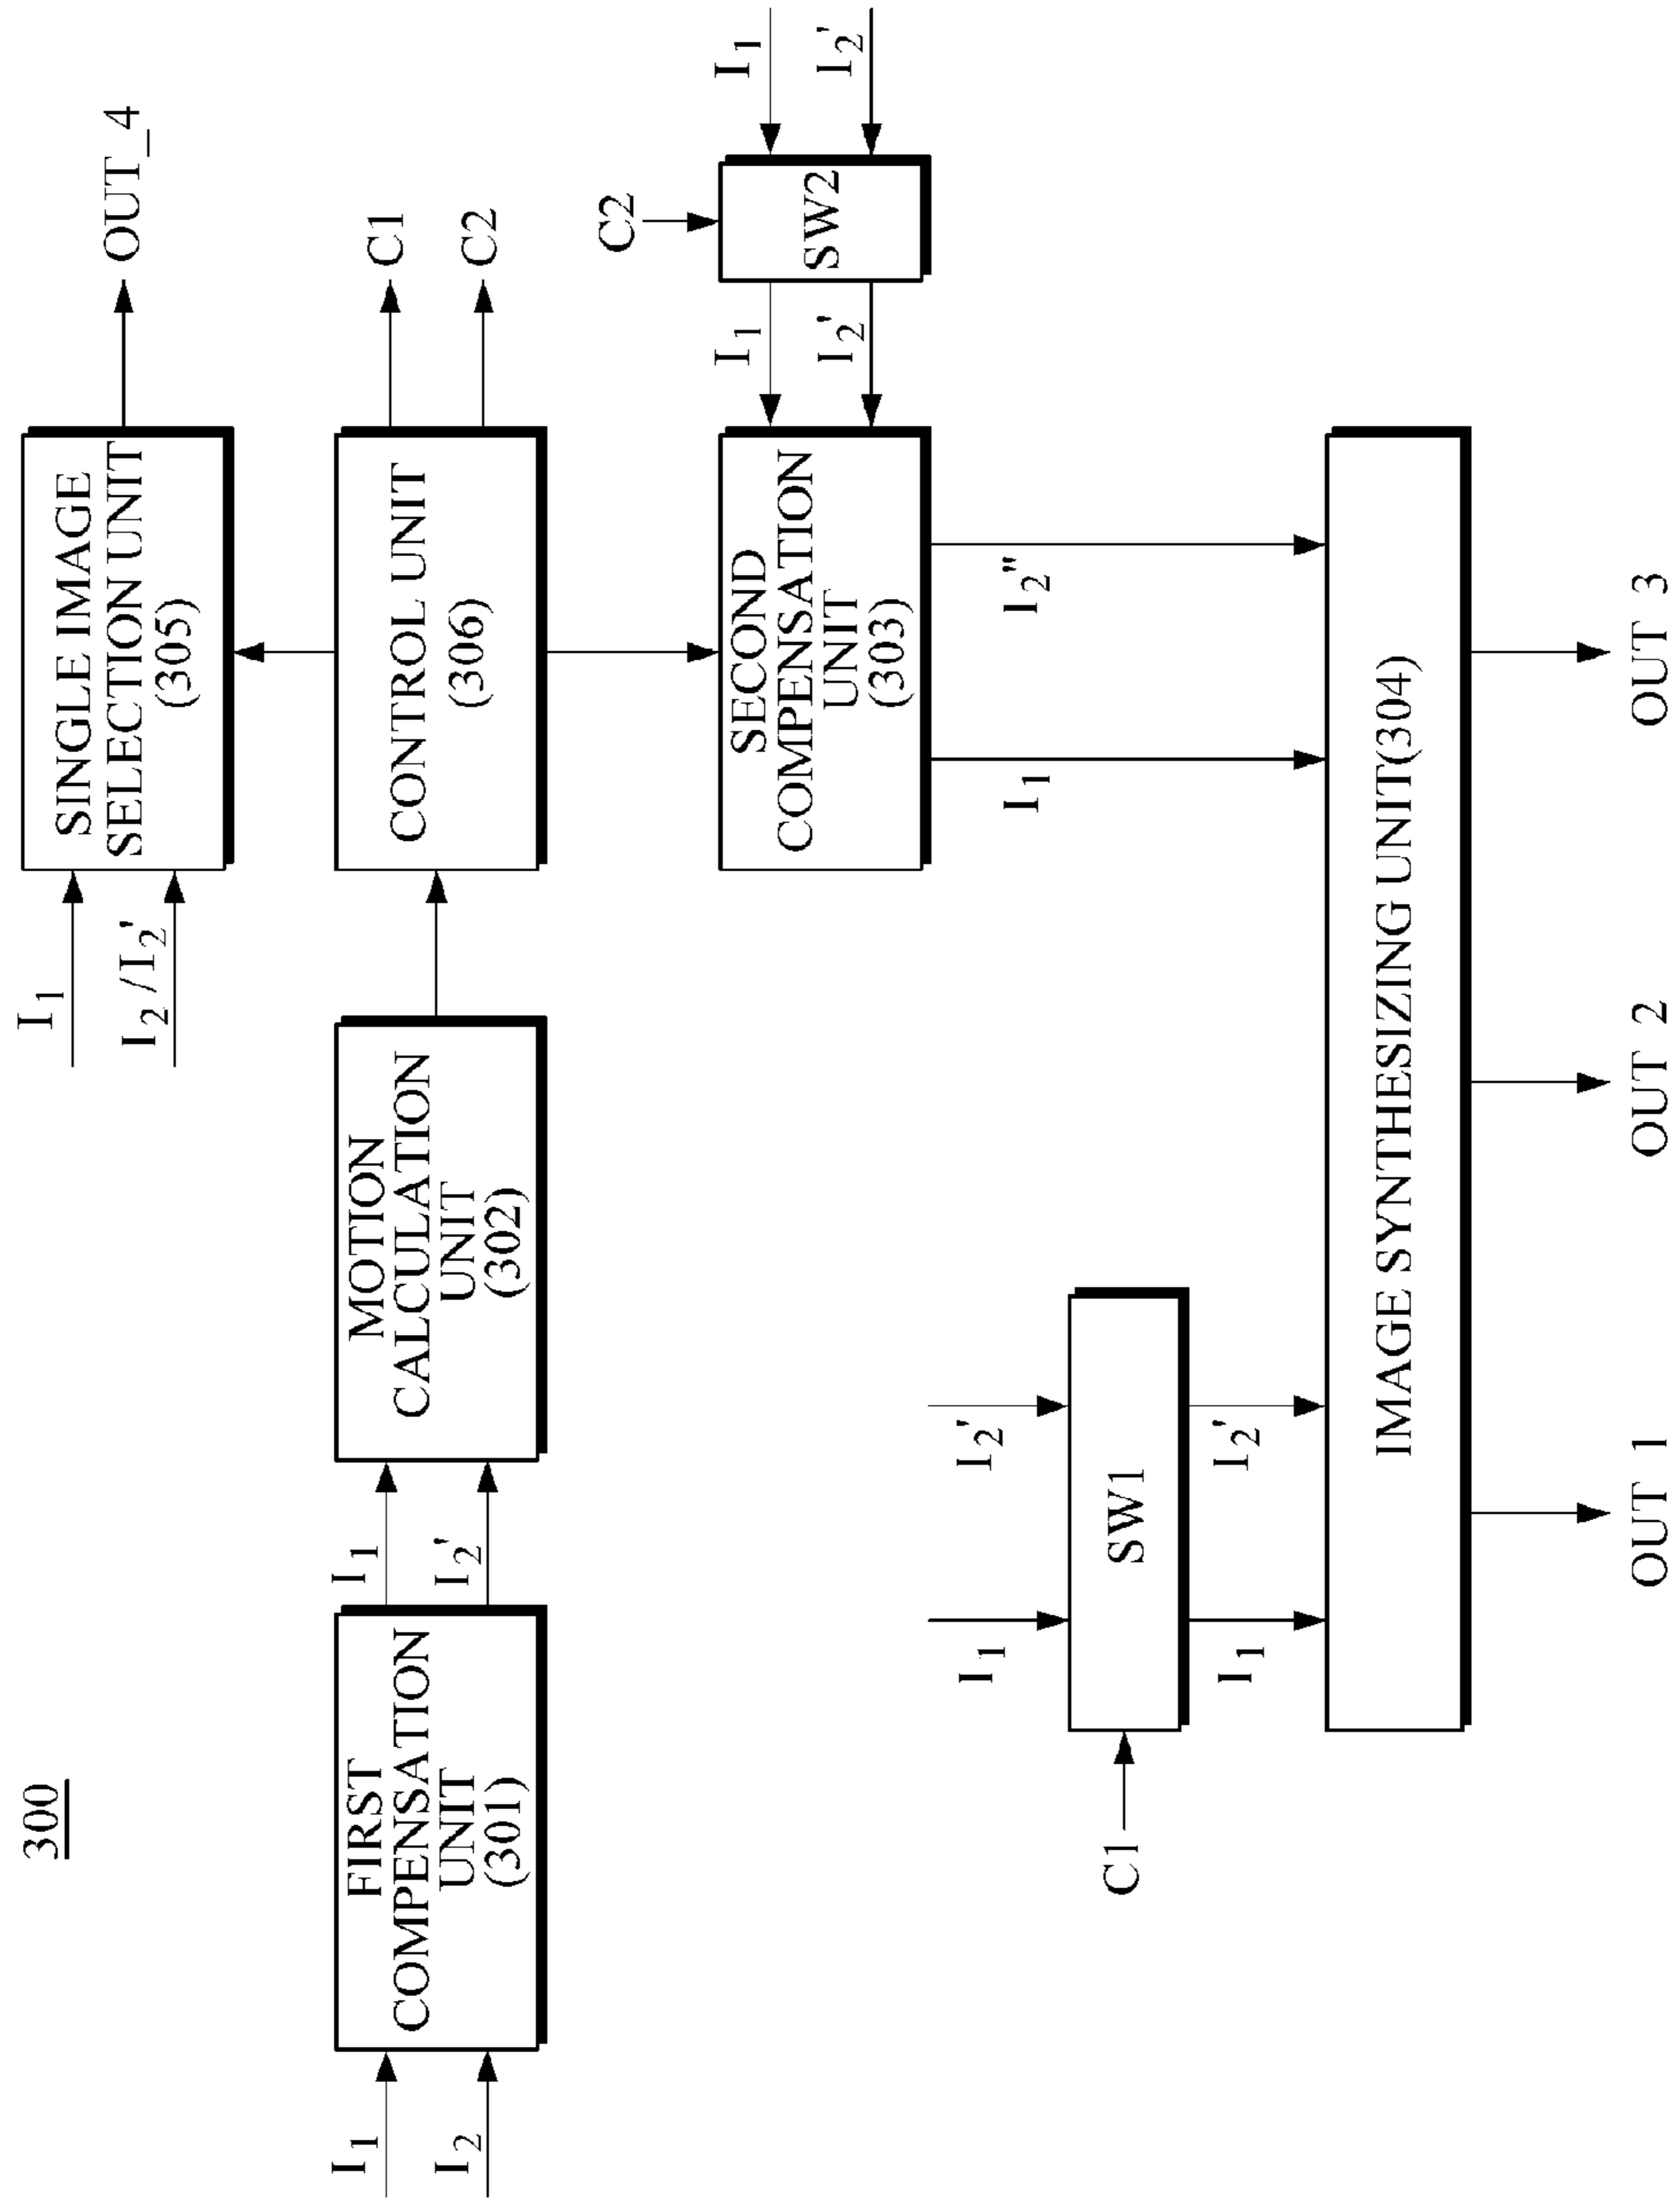 300
I1
I2/I2'
SINGLE IMAGE
SELECTION UNIT
(305)
OUT_4
I1
I2
FIRST
COMPENSATION
UNIT
(301)
I1
I2'
MOTION
CALCULATION
UNIT
(302)
CONTROL UNIT
(306)
C1
C2
SECOND
COMPENSATION
UNIT
(303)
I1
I2'
C2
SW2
I1
I2'
I1
I2'
C1
SW1
I1
I2'
I1
I2"
IMAGE SYNTHESIZING UNIT(304)
OUT 1
OUT 2
OUT 3